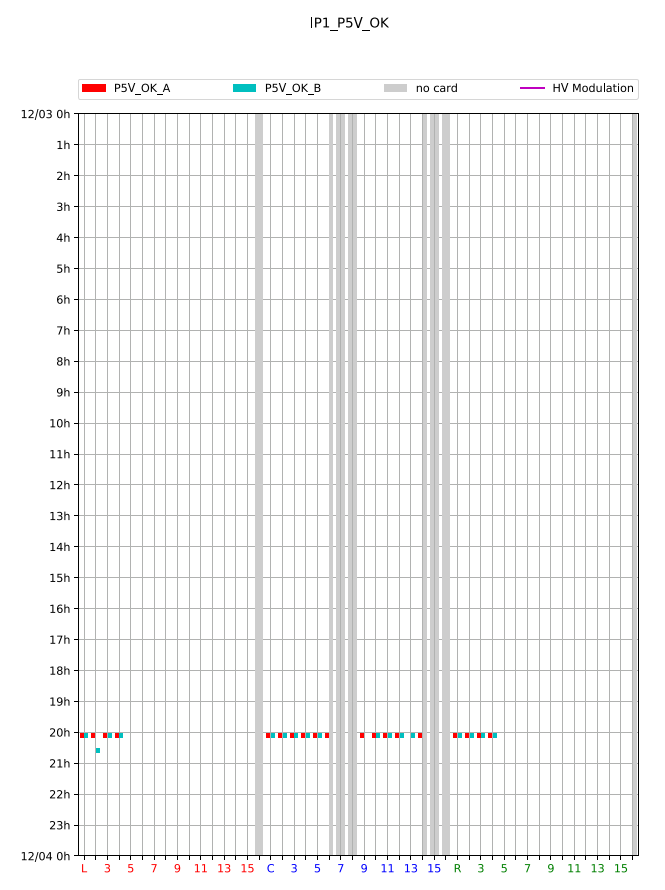 IP1_P5V_OK
P5V_OK_A P5V_OK_B no card HV Modulation
12/03 0h
1h
2h
3h
4h
5h
6h
7h
8h
9h
10h
11h
12h
13h
14h
15h
16h
17h
18h
19h
20h
21h
22h
23h
12/04 0h
L 3 5 7 9 11 13 15 C 3 5 7 9 11 13 15 R 3 5 7 9 11 13 15